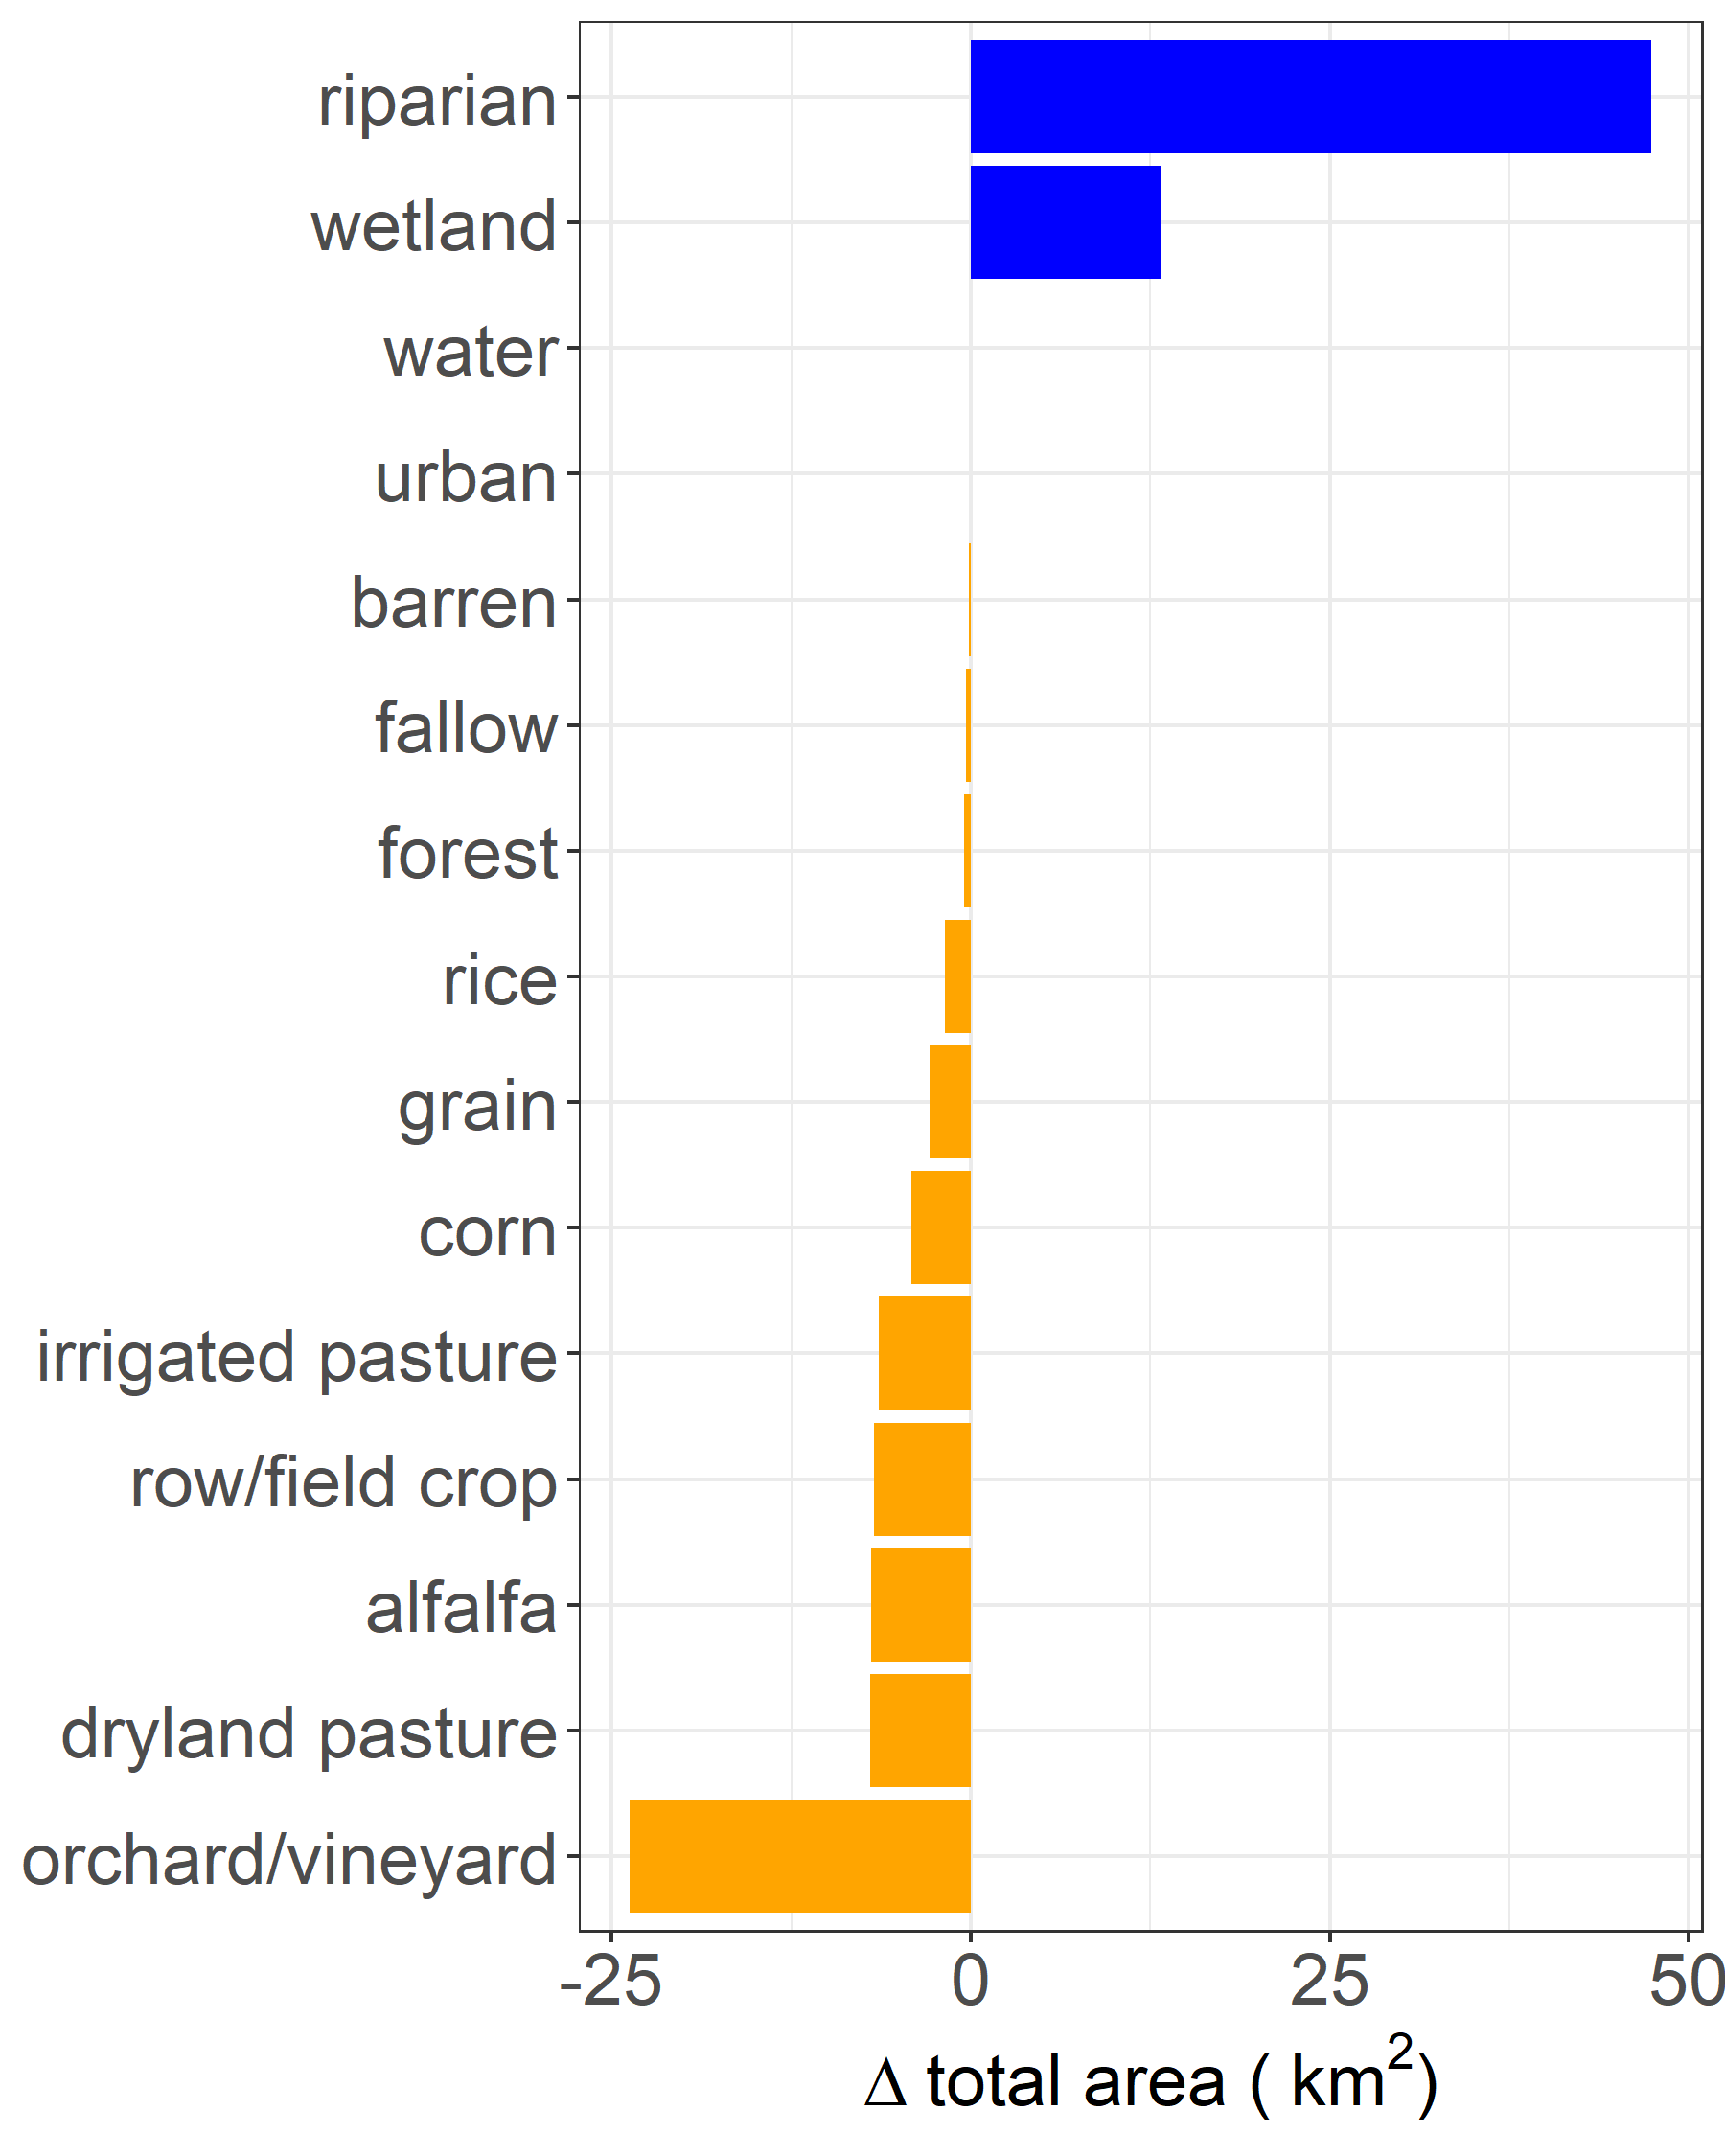 riparian
wetland
water
urban
barren
fallow
forest
rice
grain
corn
irrigated pasture
row/field crop
alfalfa
dryland pasture
orchard/vineyard
-25 0 25 50
Δ total area ( km²)